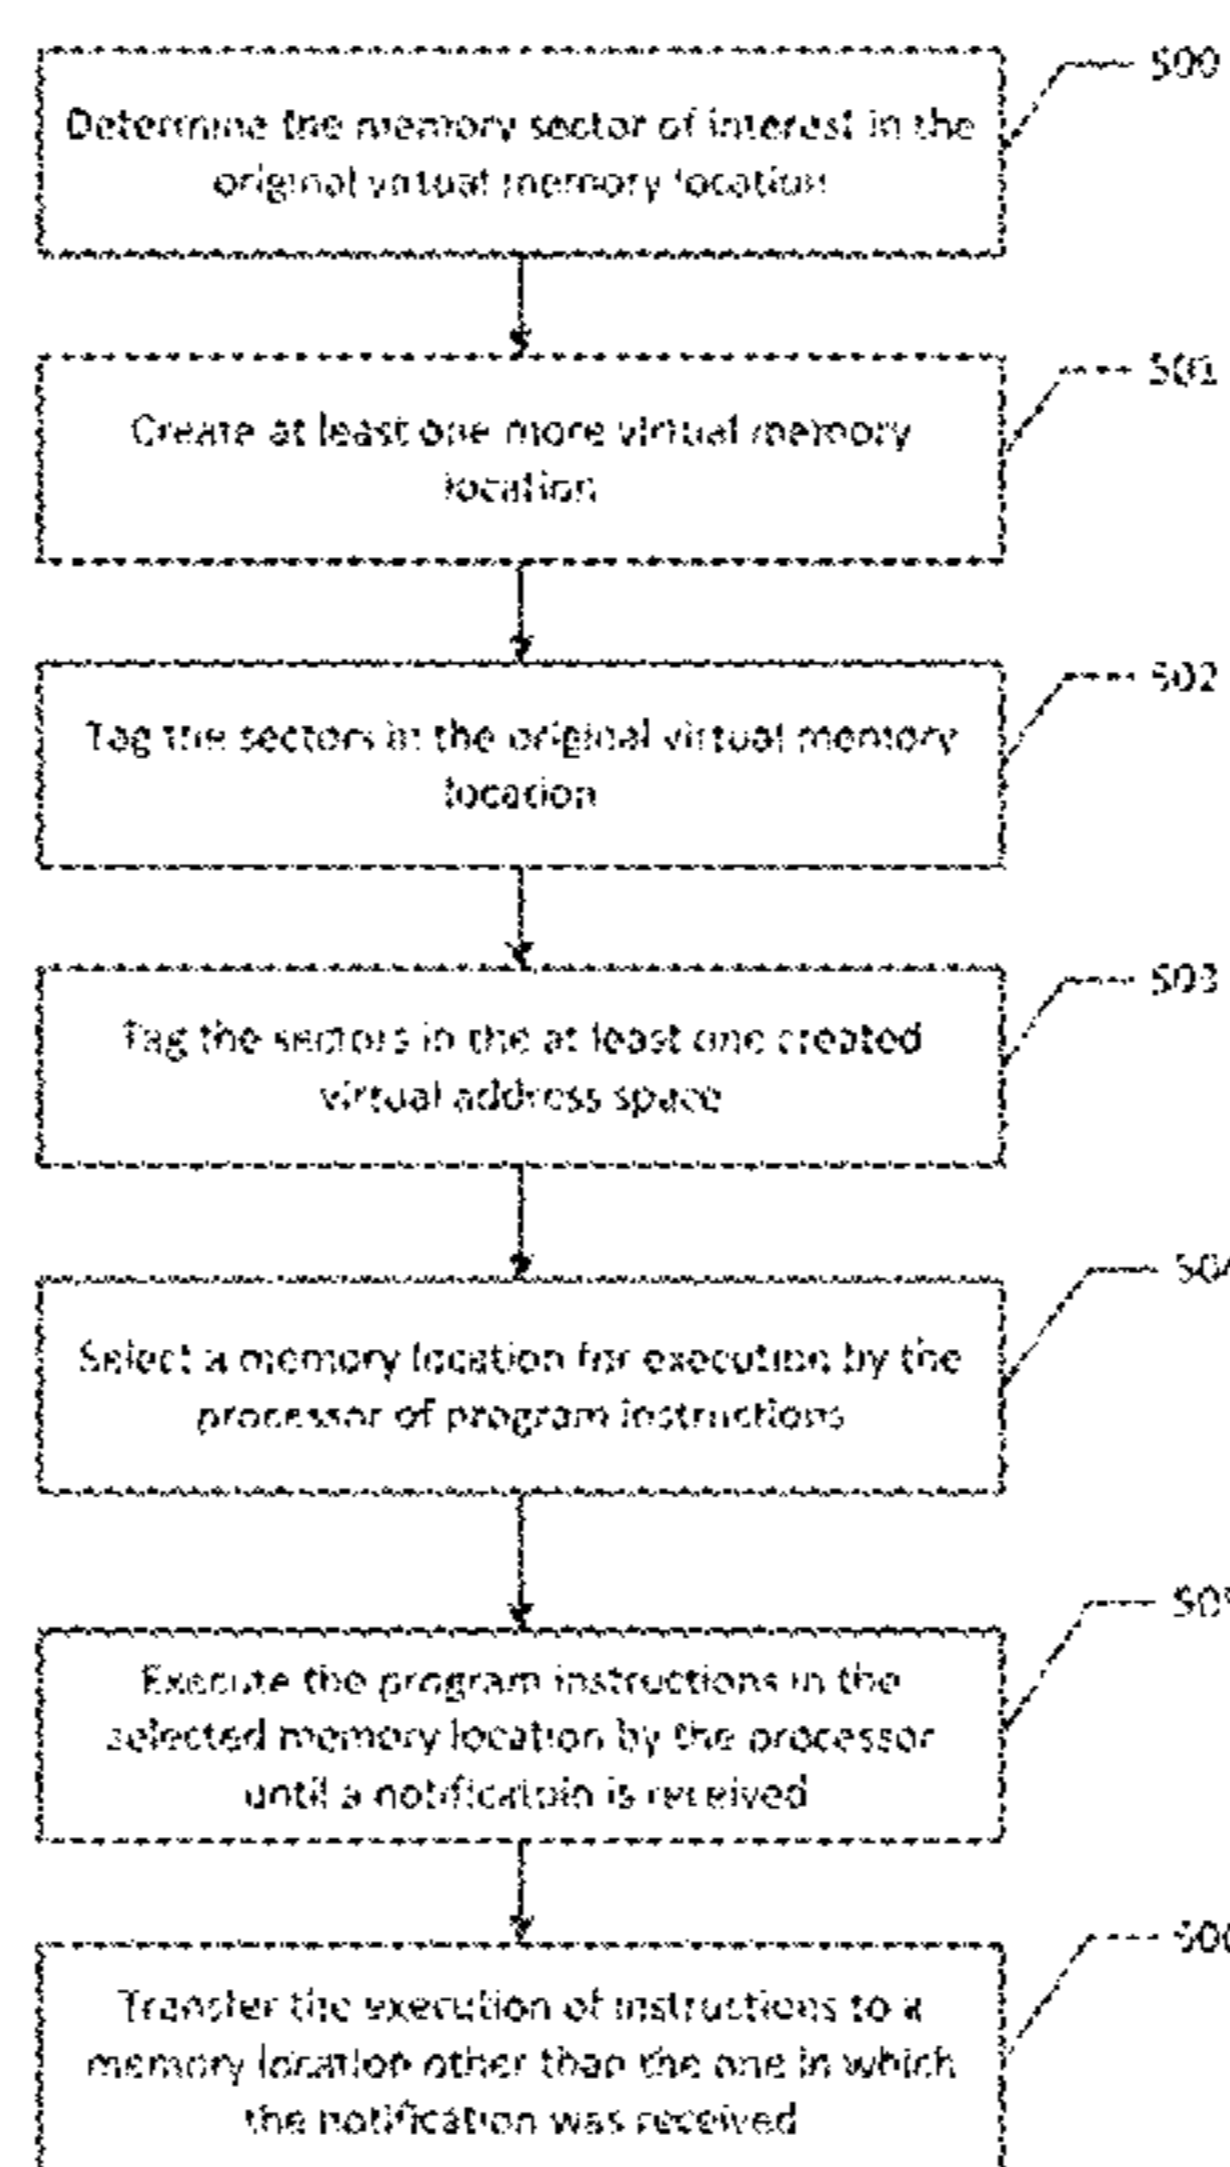 500
Determine the memory sector of interest in the
original virtual memory location
501
Create at least one more virtual memory
location
502
Tag the sectors in the original virtual memory
location
503
Tag the sectors in the at least one created
virtual address space
504
Select a memory location for execution by the
processor of program instructions
505
Execute the program instructions in the
selected memory location by the processor
until a notificatoin is received
506
Transfer the execution of instructions to a
memory location other than the one in which
the notification was received